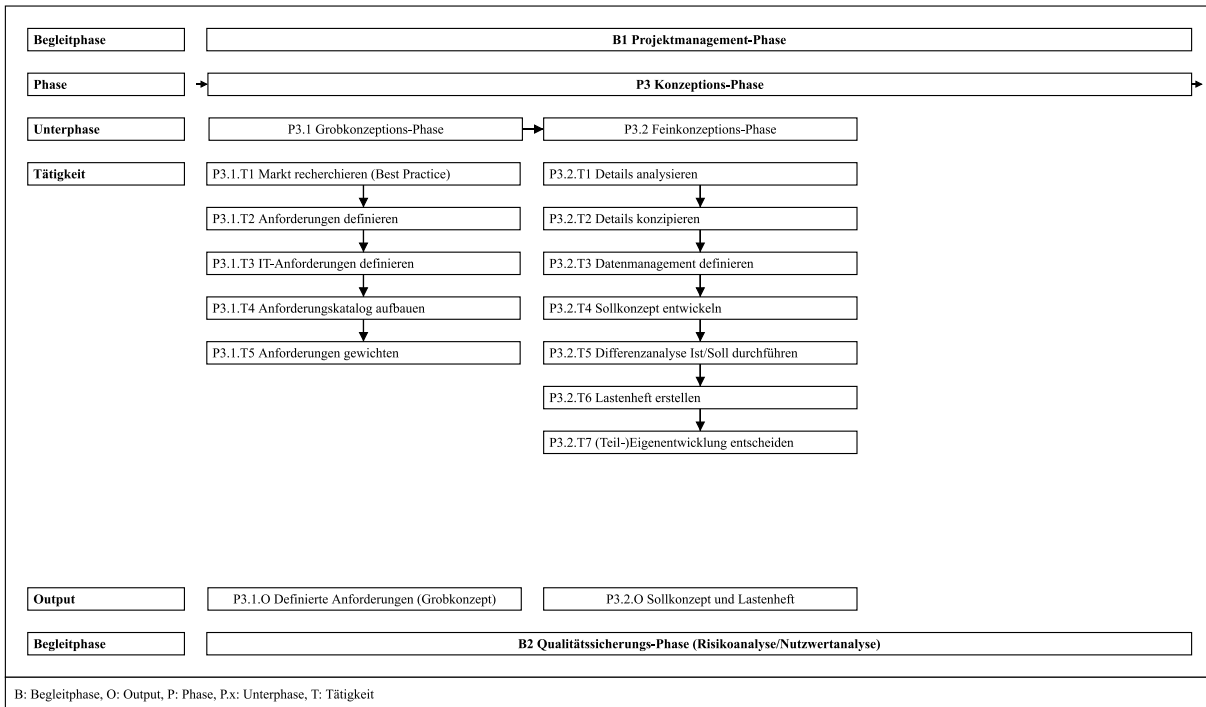 Begleitphase
B1 Projektmanagement-Phase
Phase
P3 Konzeptions-Phase
Unterphase
P3.1 Grobkonzeptions-Phase
P3.2 Feinkonzeptions-Phase
Tätigkeit
P3.1.T1 Markt recherchieren (Best Practice)
P3.1.T2 Anforderungen definieren
P3.1.T3 IT-Anforderungen definieren
P3.1.T4 Anforderungskatalog aufbauen
P3.1.T5 Anforderungen gewichten
P3.2.T1 Details analysieren
P3.2.T2 Details konzipieren
P3.2.T3 Datenmanagement definieren
P3.2.T4 Sollkonzept entwickeln
P3.2.T5 Differenzanalyse Ist/Soll durchführen
P3.2.T6 Lastenheft erstellen
P3.2.T7 (Teil-)Eigenentwicklung entscheiden
Output
P3.1.O Definierte Anforderungen (Grobkonzept)
P3.2.O Sollkonzept und Lastenheft
Begleitphase
B2 Qualitätssicherungs-Phase (Risikoanalyse/Nutzwertanalyse)
B: Begleitphase, O: Output, P: Phase, P.x: Unterphase, T: Tätigkeit